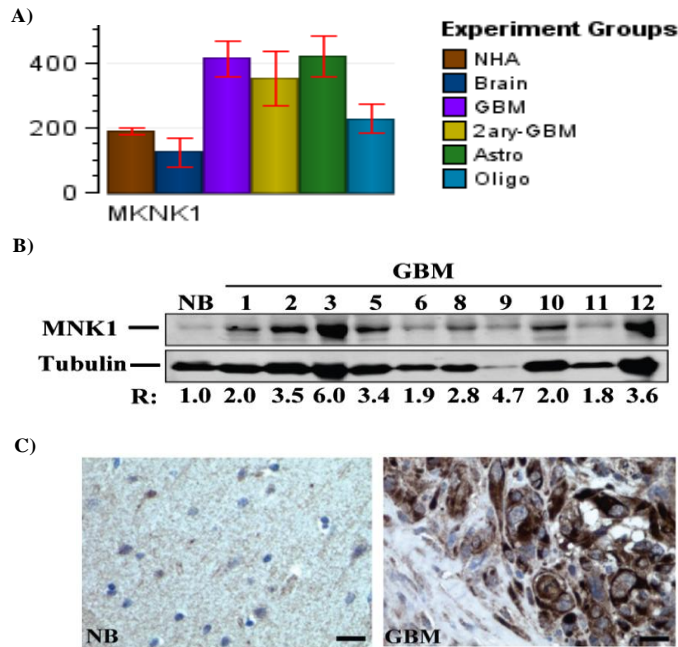 A)
400
200
0
MKNK1
Experiment Groups
NHA
Brain
GBM
2ary-GBM
Astro
Oligo
B)
GBM
NB 1 2 3 5 6 8 9 10 11 12
MNK1
Tubulin
R: 1.0 2.0 3.5 6.0 3.4 1.9 2.8 4.7 2.0 1.8 3.6
C)
NB
GBM